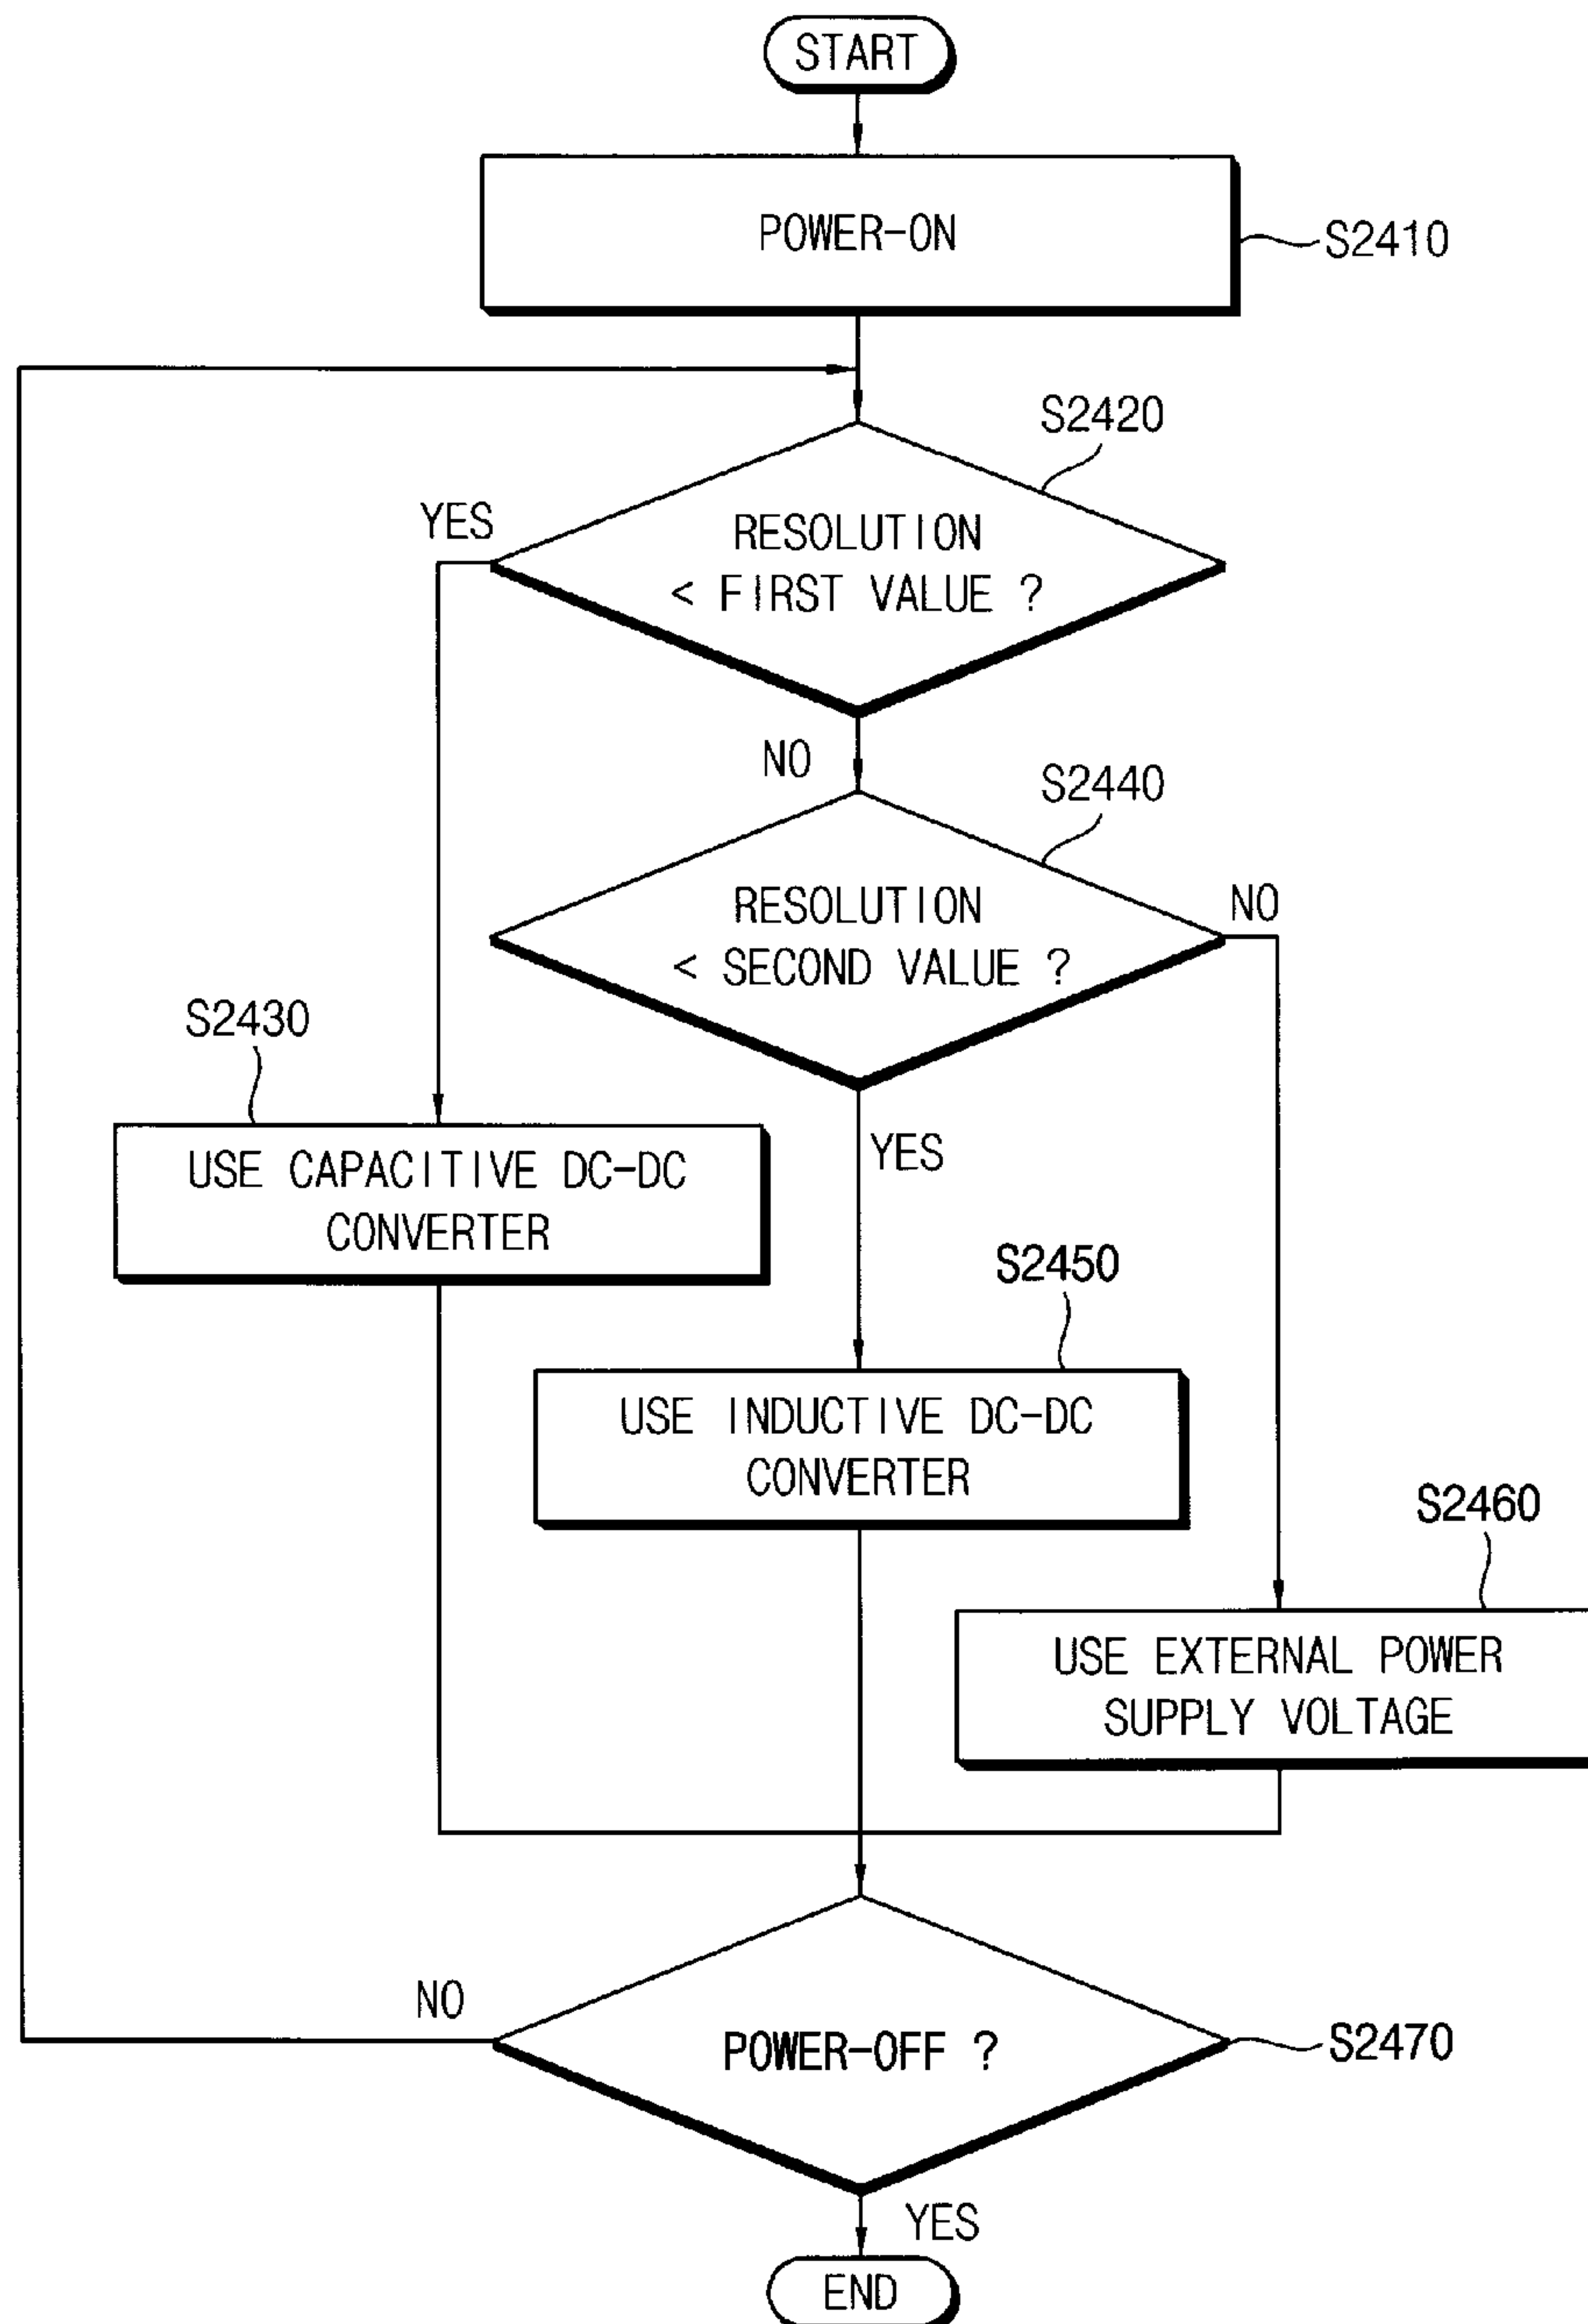 START
POWER-ON
S2410
S2420
YES
RESOLUTION
< FIRST VALUE ?
NO
S2440
RESOLUTION
< SECOND VALUE ?
NO
S2430
USE CAPACITIVE DC-DC
CONVERTER
YES
S2450
USE INDUCTIVE DC-DC
CONVERTER
S2460
USE EXTERNAL POWER
SUPPLY VOLTAGE
NO
POWER-OFF ?
S2470
YES
END